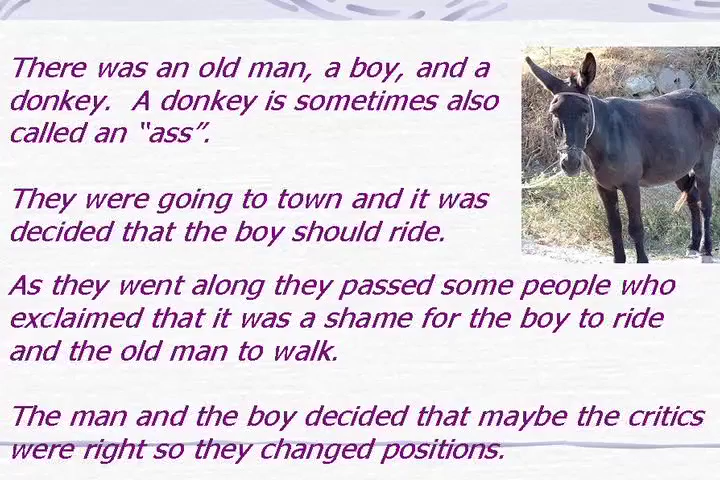 There was an old man, a boy, and a
donkey.  A donkey is sometimes also
called an “ass”.
They were going to town and it was
decided that the boy should ride.
As they went along they passed some people who
exclaimed that it was a shame for the boy to ride
and the old man to walk.
The man and the boy decided that maybe the critics
were right so they changed positions.